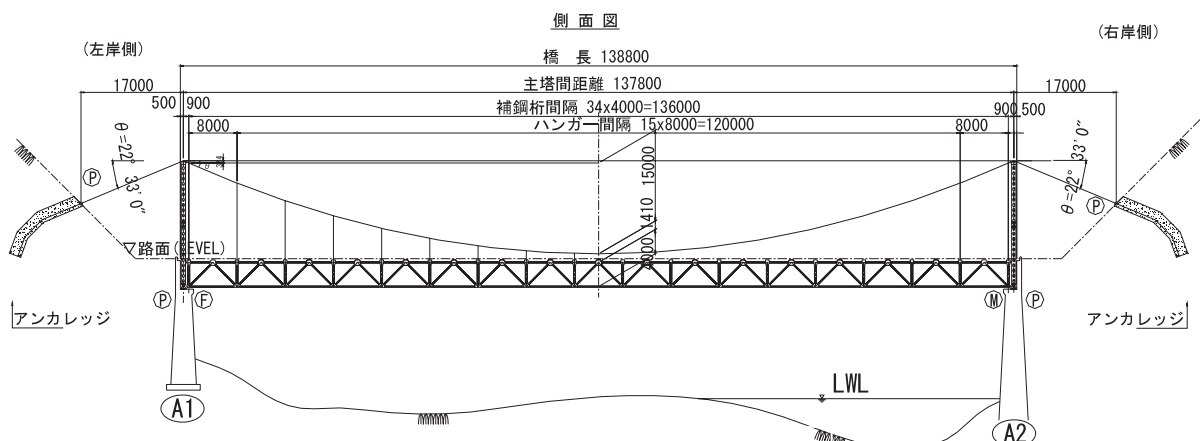 側面図
(左岸側)
(右岸側)
橋 長 138800
17000
主塔間距離 137800
17000
500
900
補鋼桁間隔 34x4000=136000
900
500
8000
ハンガー間隔 15x8000=120000
8000
θ=22° 33' 0"
θ=22° 33' 0"
15000
1410
4000
P
P
▽路面(LEVEL)
P
F
M
P
アンカレッジ
アンカレッジ
LWL
A1
A2